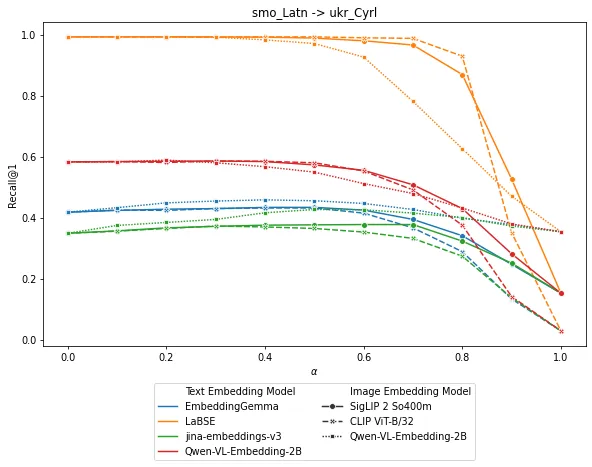 smo_Latn -> ukr_Cyrl
Recall@1
1.0
0.8
0.6
0.4
0.2
0.0
0.0 0.2 0.4 0.6 0.8 1.0
α
Text Embedding Model Image Embedding Model
EmbeddingGemma SigLIP 2 So400m
LaBSE CLIP ViT-B/32
jina-embeddings-v3 Qwen-VL-Embedding-2B
Qwen-VL-Embedding-2B